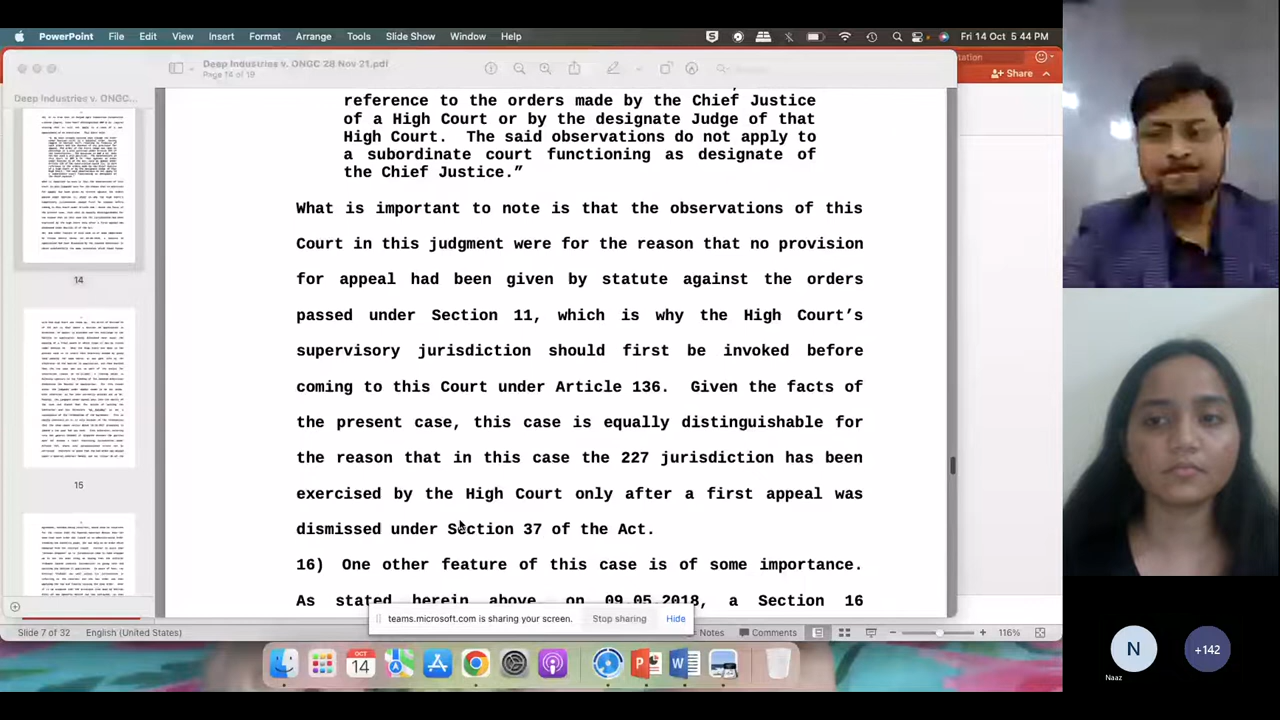 PowerPoint File Edit View Insert Format Arrange Tools Slide Show Window Help Fri 14 Oct 5:44 PM
Deep Industries v. ONGC 28 Nov 21.pdf
Page 14 of 19
Share
Deep Industries v. ONGC...
14
15
reference to the orders made by the Chief Justice
of a High Court or by the designate Judge of that
High Court. The said observations do not apply to
a subordinate court functioning as designate of
the Chief Justice.”
What is important to note is that the observations of this
Court in this judgment were for the reason that no provision
for appeal had been given by statute against the orders
passed under Section 11, which is why the High Court’s
supervisory jurisdiction should first be invoked before
coming to this Court under Article 136. Given the facts of
the present case, this case is equally distinguishable for
the reason that in this case the 227 jurisdiction has been
exercised by the High Court only after a first appeal was
dismissed under Section 37 of the Act.
16) One other feature of this case is of some importance.
As stated herein above, on 09.05.2018, a Section 16
teams.microsoft.com is sharing your screen. Stop sharing Hide
Slide 7 of 32 English (United States) Notes Comments 116%
OCT
14
N
Naaz
+142